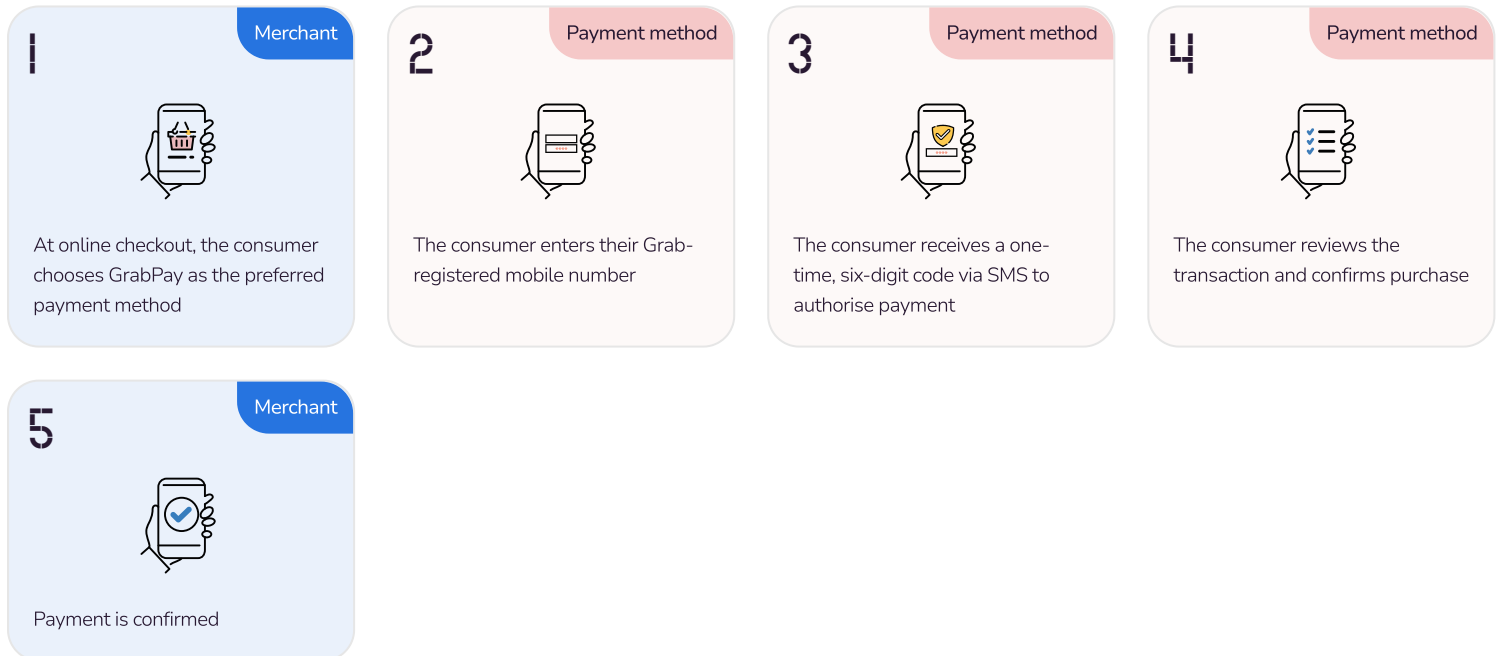 1
Merchant
At online checkout, the consumer
chooses GrabPay as the preferred
payment method
2
Payment method
The consumer enters their Grab-
registered mobile number
3
Payment method
The consumer receives a one-
time, six-digit code via SMS to
authorise payment
4
Payment method
The consumer reviews the
transaction and confirms purchase
5
Merchant
Payment is confirmed